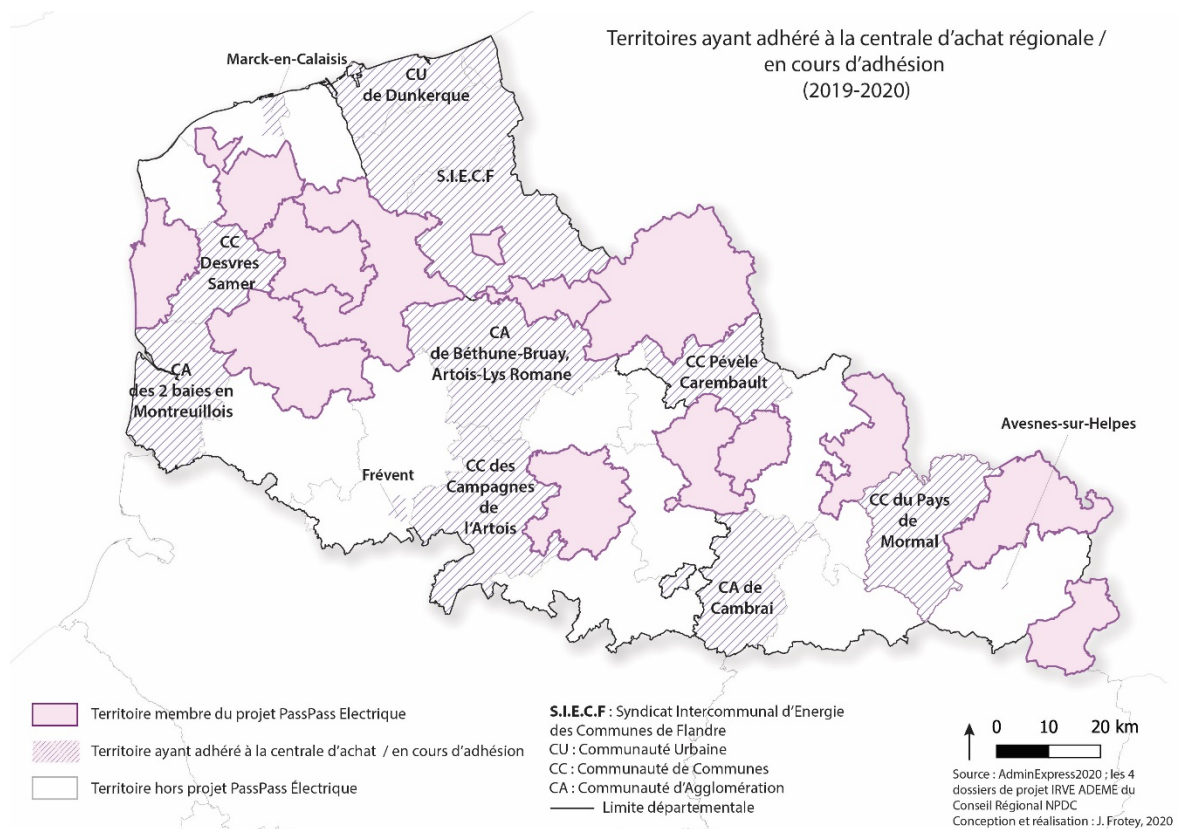 Territoires ayant adhéré à la centrale d'achat régionale /
en cours d'adhésion
(2019-2020)
Marck-en-Calaisis
CU
de Dunkerque
S.I.E.C.F
CC
Desvres
Samer
CA
des 2 baies en
Montreuillois
CA
de Béthune-Bruay,
Artois-Lys Romane
CC Pévèle
Carembault
Avesnes-sur-Helpes
Frévent
CC des
Campagnes
de
l'Artois
CC du Pays
de
Mormal
CA de
Cambrai
Territoire membre du projet PassPass Electrique
Territoire ayant adhéré à la centrale d'achat / en cours d'adhésion
Territoire hors projet PassPass Électrique
S.I.E.C.F : Syndicat Intercommunal d'Energie
des Communes de Flandre
CU : Communauté Urbaine
CC : Communauté de Communes
CA : Communauté d'Agglomération
Limite départementale
0 10 20 km
Source : AdminExpress2020 ; les 4
dossiers de projet IRVE ADEME du
Conseil Régional NPDC
Conception et réalisation : J. Frotey, 2020